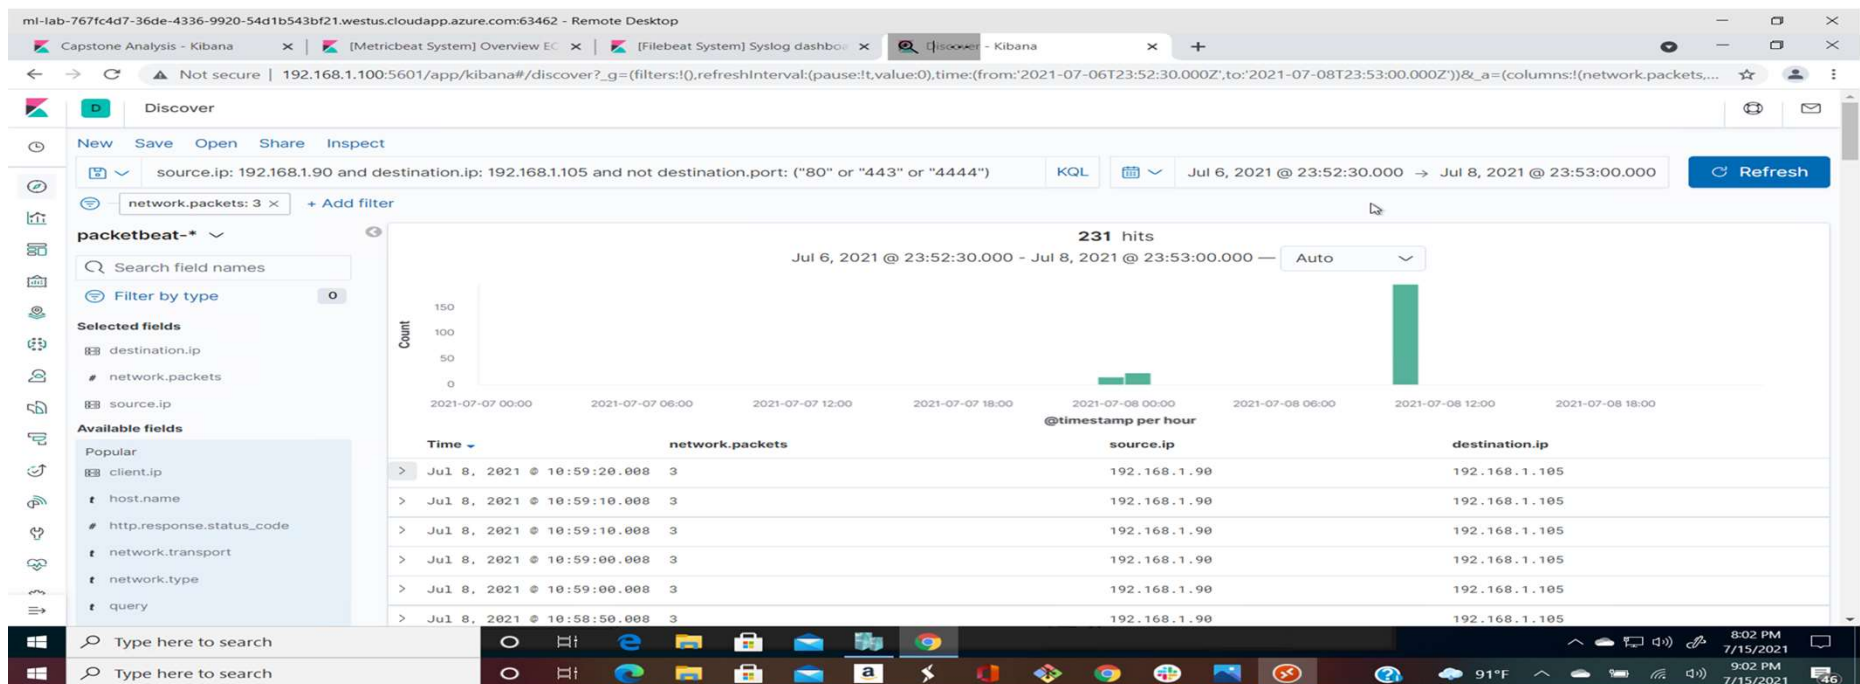 ml-lab-767fc4d7-36de-4336-9920-54d1b543bf21.westus.cloudapp.azure.com:63462 - Remote Desktop
Capstone Analysis - Kibana
[Metricbeat System] Overview EC
[Filebeat System] Syslog dashboa
Discover - Kibana
Not secure | 192.168.1.100:5601/app/kibana#/discover?_g=(filters:!(),refreshInterval:(pause:!t,value:0),time:(from:'2021-07-06T23:52:30.000Z',to:'2021-07-08T23:53:00.000Z'))&_a=(columns:!(network.packets,...
D Discover
New Save Open Share Inspect
source.ip: 192.168.1.90 and destination.ip: 192.168.1.105 and not destination.port: ("80" or "443" or "4444") KQL Jul 6, 2021 @ 23:52:30.000 → Jul 8, 2021 @ 23:53:00.000 Refresh
network.packets: 3 × + Add filter
packetbeat-*
Search field names
Filter by type 0
Selected fields
destination.ip
# network.packets
source.ip
Available fields
Popular
client.ip
t host.name
# http.response.status_code
t network.transport
t network.type
t query
231 hits
Jul 6, 2021 @ 23:52:30.000 - Jul 8, 2021 @ 23:53:00.000 — Auto
Count
150
100
50
0
2021-07-07 00:00 2021-07-07 06:00 2021-07-07 12:00 2021-07-07 18:00 2021-07-08 00:00 2021-07-08 06:00 2021-07-08 12:00 2021-07-08 18:00
@timestamp per hour
Time network.packets source.ip destination.ip
> Jul 8, 2021 @ 10:59:20.008 3 192.168.1.90 192.168.1.105
> Jul 8, 2021 @ 10:59:10.008 3 192.168.1.90 192.168.1.105
> Jul 8, 2021 @ 10:59:10.008 3 192.168.1.90 192.168.1.105
> Jul 8, 2021 @ 10:59:00.008 3 192.168.1.90 192.168.1.105
> Jul 8, 2021 @ 10:59:00.008 3 192.168.1.90 192.168.1.105
> Jul 8, 2021 @ 10:58:50.008 3 192.168.1.90 192.168.1.105
Type here to search
8:02 PM
7/15/2021
Type here to search
a
91°F
9:02 PM
7/15/2021
46